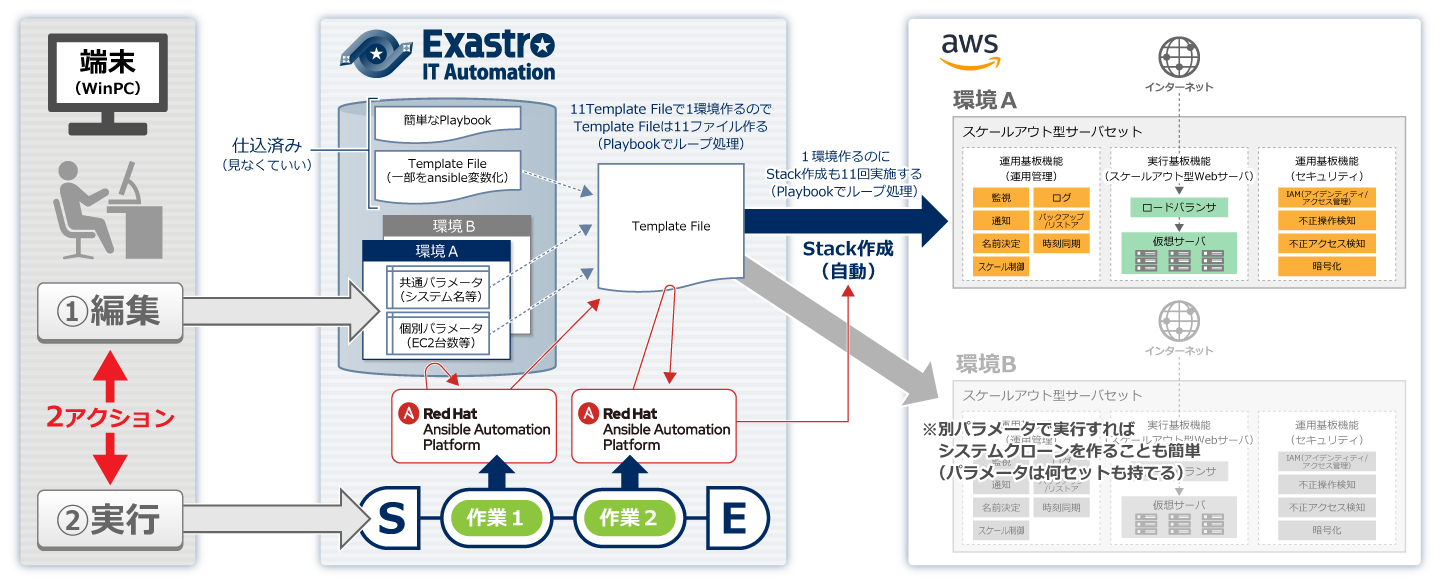 端末
（WinPC）
①編集
2アクション
②実行
Exastro
IT Automation
仕込済み
（見なくていい）
簡単なPlaybook
Template File
（一部をansible変数化）
環境B
環境A
共通パラメータ
（システム名等）
個別パラメータ
（EC2台数等）
11Template Fileで1環境作るので
Template Fileは11ファイル作る
（Playbookでループ処理）
Template File
1環境作るのに
Stack作成も11回実施する
（Playbookでループ処理）
Stack作成
（自動）
Red Hat
Ansible Automation
Platform
Red Hat
Ansible Automation
Platform
S
作業1
作業2
E
aws
インターネット
環境A
スケールアウト型サーバセット
運用基板機能
（運用管理）
監視
ログ
通知
バックアップ
/リストア
名前決定
時刻同期
スケール制御
実行基板機能
（スケールアウト型Webサーバ）
ロードバランサ
仮想サーバ
運用基板機能
（セキュリティ）
IAM(アイデンティティ/
アクセス管理)
不正操作検知
不正アクセス検知
暗号化
インターネット
環境B
スケールアウト型サーバセット
運用基板機能
（運用管理）
監視
ログ
通知
/リストア
名前決定
時刻同期
スケール制御
実行基板機能
（スケールアウト型Webサーバ）
バランサ
仮想サーバ
運用基板機能
（セキュリティ）
IAM(アイデンティティ/
アクセス管理)
不正操作検知
不正アクセス検知
暗号化
※別パラメータで実行すれば
システムクローンを作ることも簡単
（パラメータは何セットも持てる）